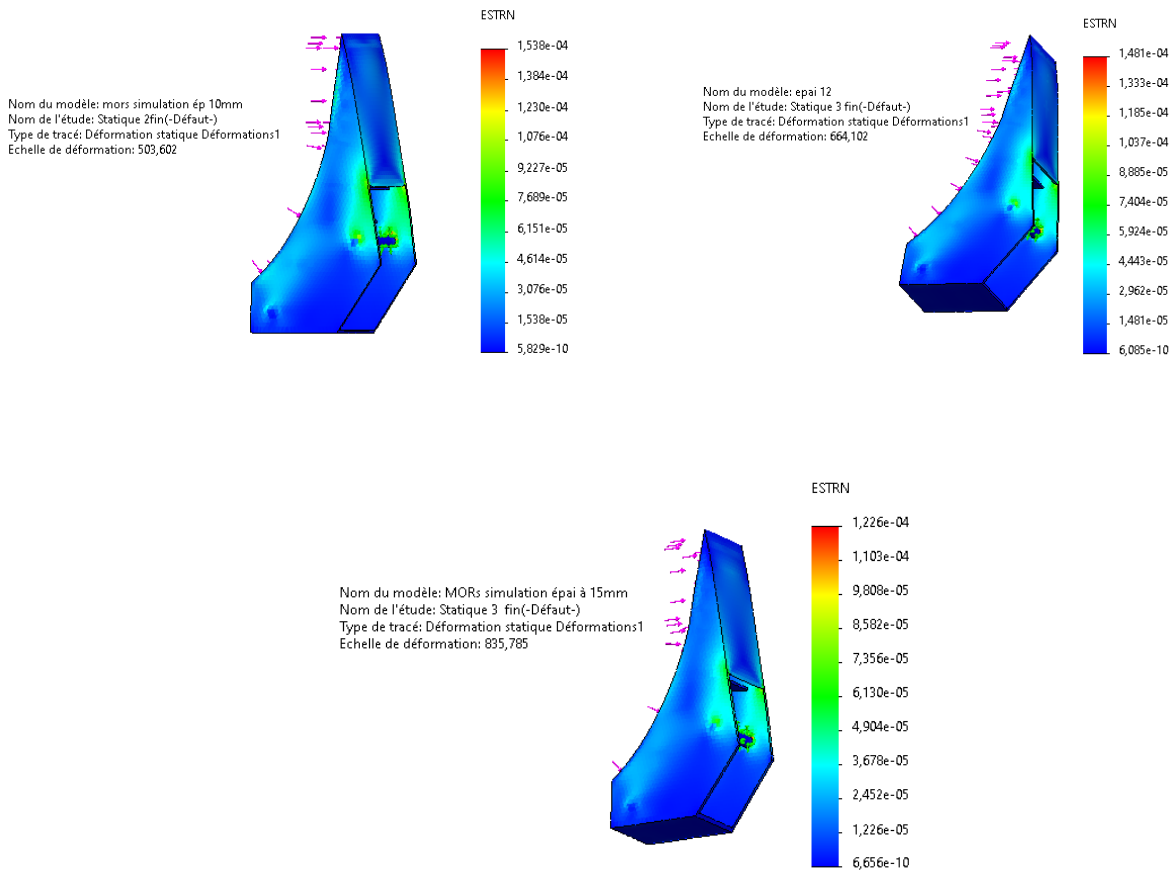 ESTRN
1,538e-04
1,384e-04
1,230e-04
1,076e-04
9,227e-05
7,689e-05
6,151e-05
4,614e-05
3,076e-05
1,538e-05
5,829e-10
Nom du modèle: mors simulation ép 10mm
Nom de l'étude: Statique 2fin(-Défaut-)
Type de tracé: Déformation statique Déformations1
Echelle de déformation: 503,602
ESTRN
1,481e-04
1,333e-04
1,185e-04
1,037e-04
8,885e-05
7,404e-05
5,924e-05
4,443e-05
2,962e-05
1,481e-05
6,085e-10
Nom du modèle: epai 12
Nom de l'étude: Statique 3 fin(-Défaut-)
Type de tracé: Déformation statique Déformations1
Echelle de déformation: 664,102
ESTRN
1,226e-04
1,103e-04
9,808e-05
8,582e-05
7,356e-05
6,130e-05
4,904e-05
3,678e-05
2,452e-05
1,226e-05
6,656e-10
Nom du modèle: MORs simulation épai à 15mm
Nom de l'étude: Statique 3  fin(-Défaut-)
Type de tracé: Déformation statique Déformations1
Echelle de déformation: 835,785